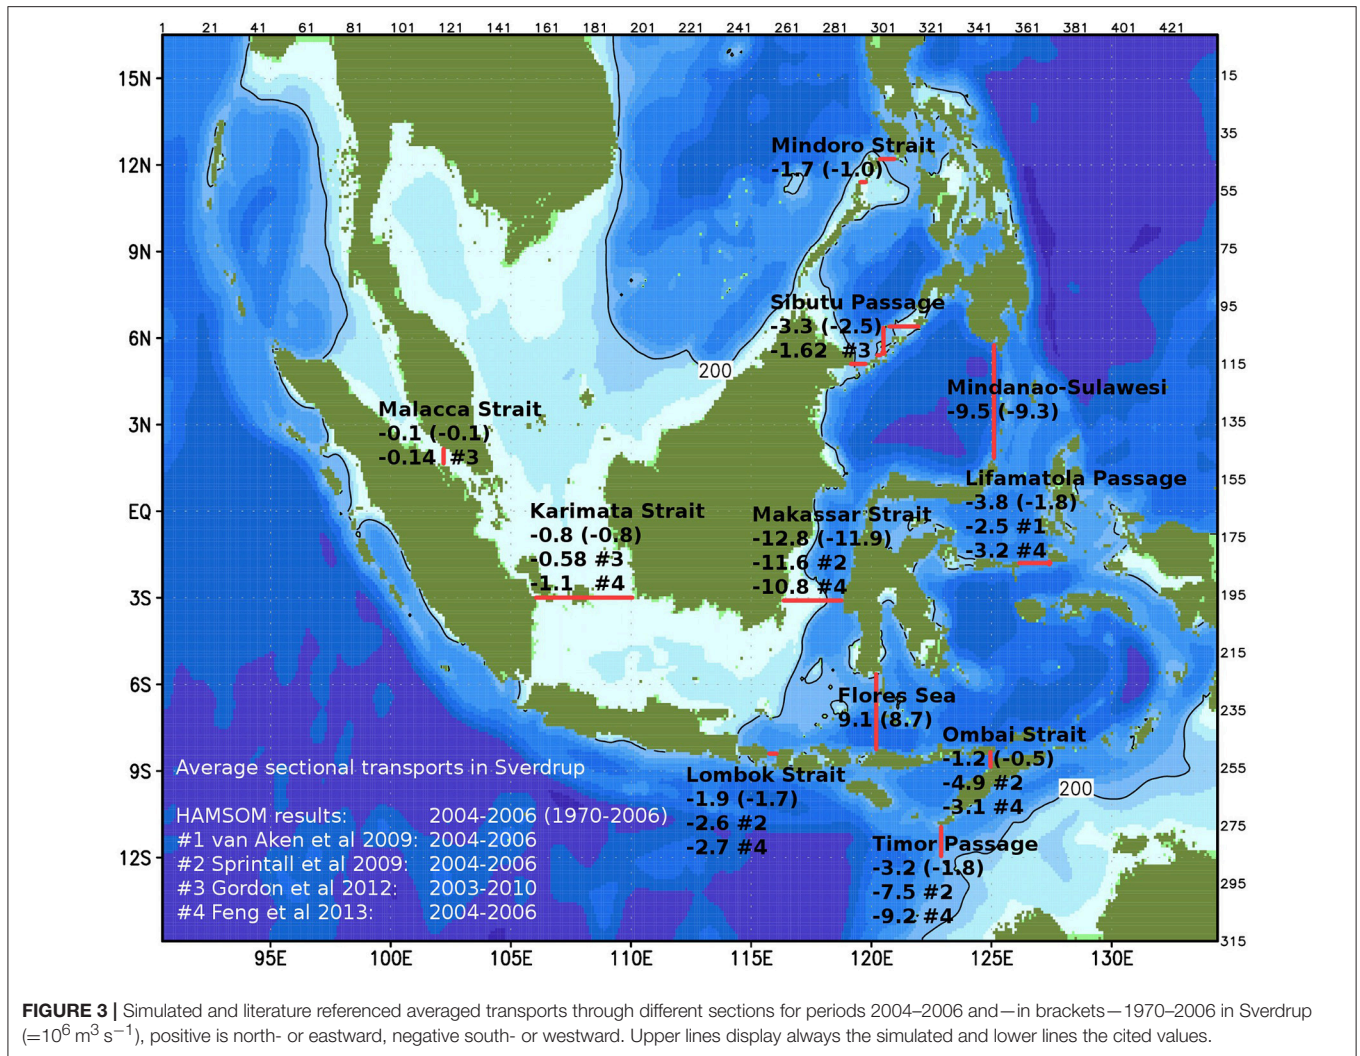 1 21 41 61 81 101 121 141 161 181 201 221 241 261 281 301 321 341 361 381 401 421
15N 15
35
Mindoro Strait
12N
-1.7 (-1.0)
55
9N 75
Sibutu Passage 95
-3.3 (-2.5)
6N
-1.62 #3
115
200
Mindanao-Sulawesi
-9.5 (-9.3)
Malacca Strait
3N 135
-0.1 (-0.1)
-0.14 #3
155
Lifamatola Passage
-3.8 (-1.8)
-2.5 #1
-3.2 #4
EQ
Karimata Strait
-0.8 (-0.8)
-0.58 #3
-1.1 #4
Makassar Strait
-12.8 (-11.9)
-11.6 #2
-10.8 #4
175
3S 195
215
6S
Flores Sea
9.1 (8.7)
235
Ombai Strait
-1.2 (-0.5)
-4.9 #2
-3.1 #4
9S 255
200
Lombok Strait
-1.9 (-1.7)
-2.6 #2
-2.7 #4
275
Timor Passage
-3.2 (-1.8)
-7.5 #2
-9.2 #4
12S
295
315
Average sectional transports in Sverdrup
HAMSOM results: 2004-2006 (1970-2006)
#1 van Aken et al 2009: 2004-2006
#2 Sprintall et al 2009: 2004-2006
#3 Gordon et al 2012: 2003-2010
#4 Feng et al 2013: 2004-2006
95E 100E 105E 110E 115E 120E 125E 130E
FIGURE 3 | Simulated and literature referenced averaged transports through different sections for periods 2004–2006 and—in brackets—1970–2006 in Sverdrup
(=10⁶ m³ s⁻¹), positive is north- or eastward, negative south- or westward. Upper lines display always the simulated and lower lines the cited values.